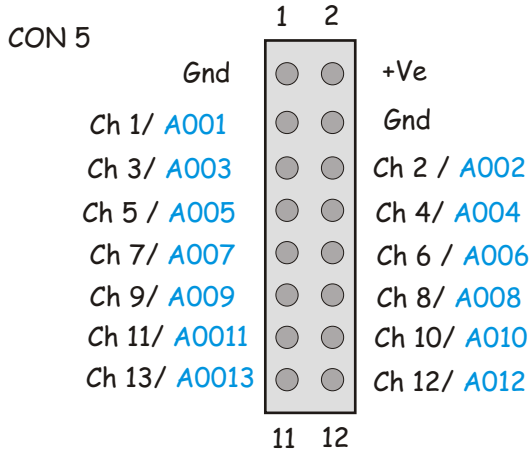 1 2
CON 5
Gnd +Ve
Ch 1/ A001 Gnd
Ch 3/ A003 Ch 2 / A002
Ch 5 / A005 Ch 4/ A004
Ch 7/ A007 Ch 6 / A006
Ch 9/ A009 Ch 8/ A008
Ch 11/ A0011 Ch 10/ A010
Ch 13/ A0013 Ch 12/ A012
11 12